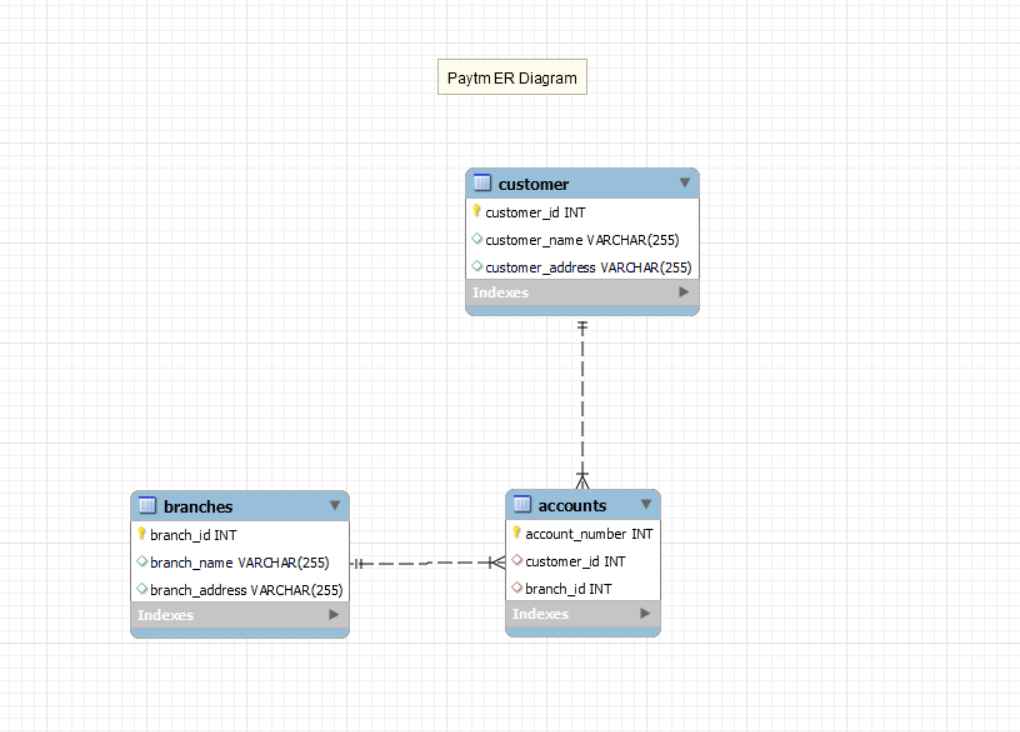 Paytm ER Diagram
customer
customer_id INT
customer_name VARCHAR(255)
customer_address VARCHAR(255)
Indexes
branches
branch_id INT
branch_name VARCHAR(255)
branch_address VARCHAR(255)
Indexes
accounts
account_number INT
customer_id INT
branch_id INT
Indexes